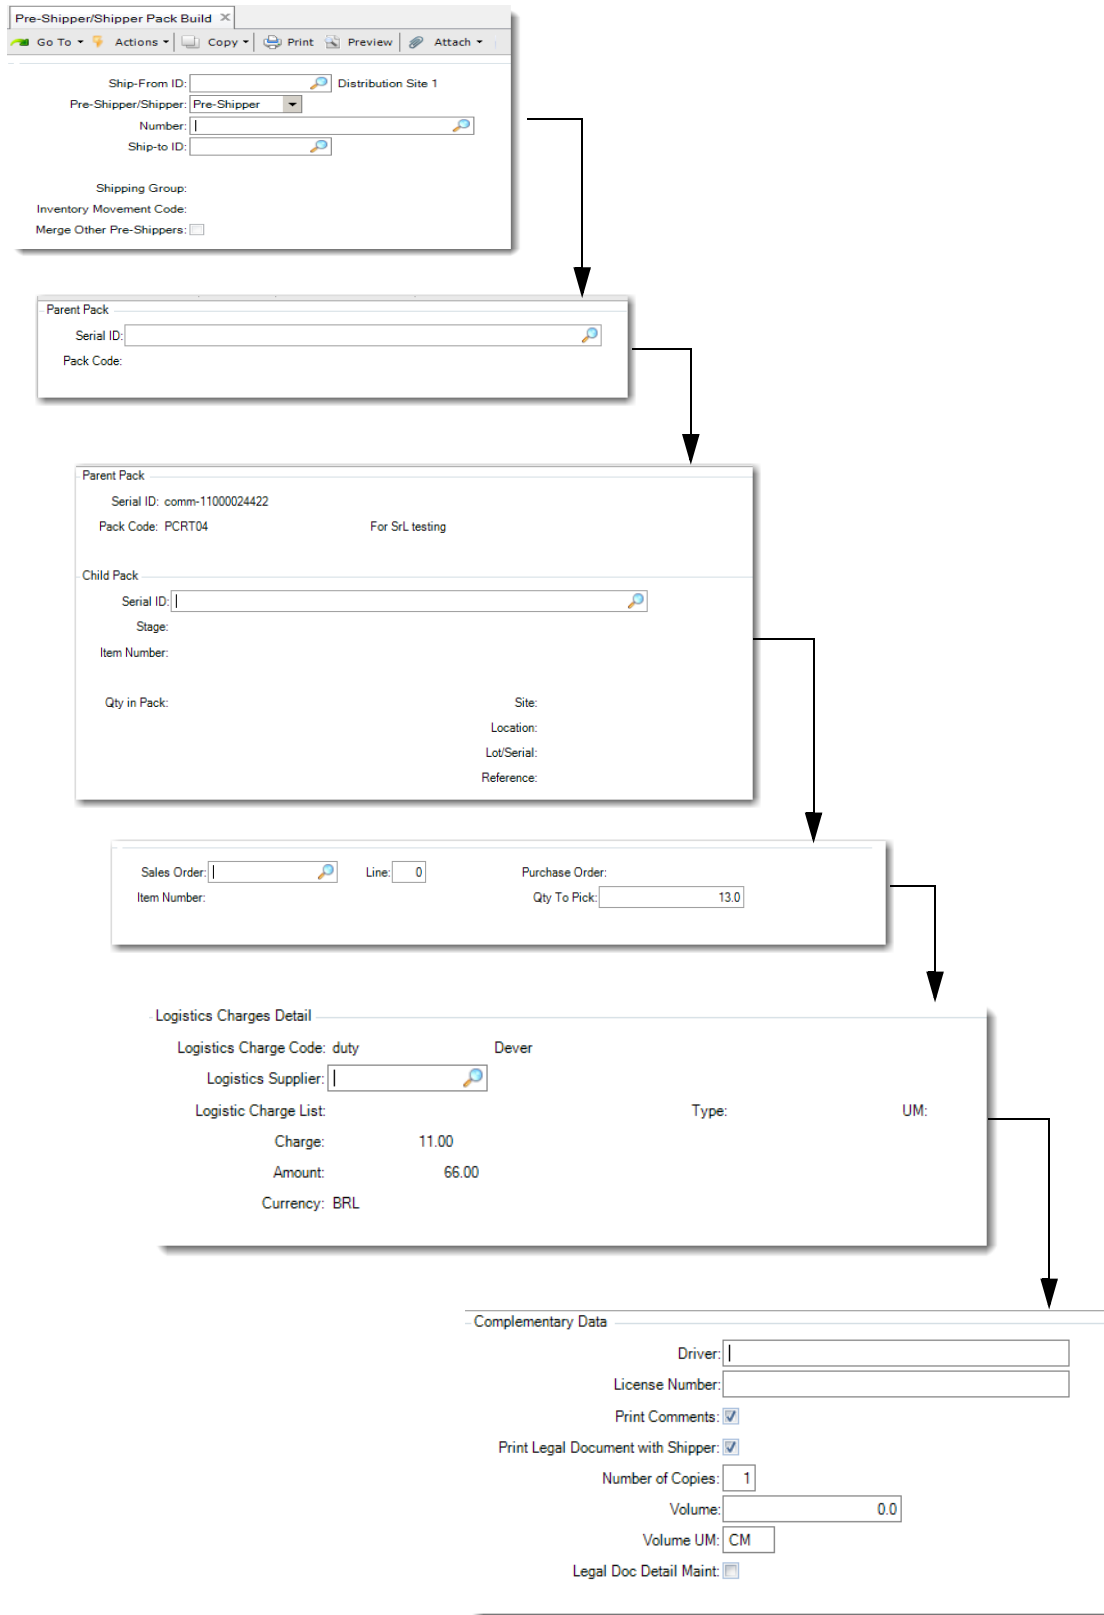 Pre-Shipper/Shipper Pack Build
Go To Actions Copy Print Preview Attach
Ship-From ID: Distribution Site 1
Pre-Shipper/Shipper: Pre-Shipper
Number:
Ship-to ID:
Shipping Group:
Inventory Movement Code:
Merge Other Pre-Shippers:
Parent Pack
Serial ID:
Pack Code:
Parent Pack
Serial ID: comm-11000024422
Pack Code: PCRT04 For SrL testing
Child Pack
Serial ID:
Stage:
Item Number:
Qty in Pack: Site:
Location:
Lot/Serial:
Reference:
Sales Order: Line: 0 Purchase Order:
Item Number: Qty To Pick: 13.0
Logistics Charges Detail
Logistics Charge Code: duty Dever
Logistics Supplier:
Logistic Charge List: Type: UM:
Charge: 11.00
Amount: 66.00
Currency: BRL
Complementary Data
Driver:
License Number:
Print Comments:
Print Legal Document with Shipper:
Number of Copies: 1
Volume: 0.0
Volume UM: CM
Legal Doc Detail Maint: